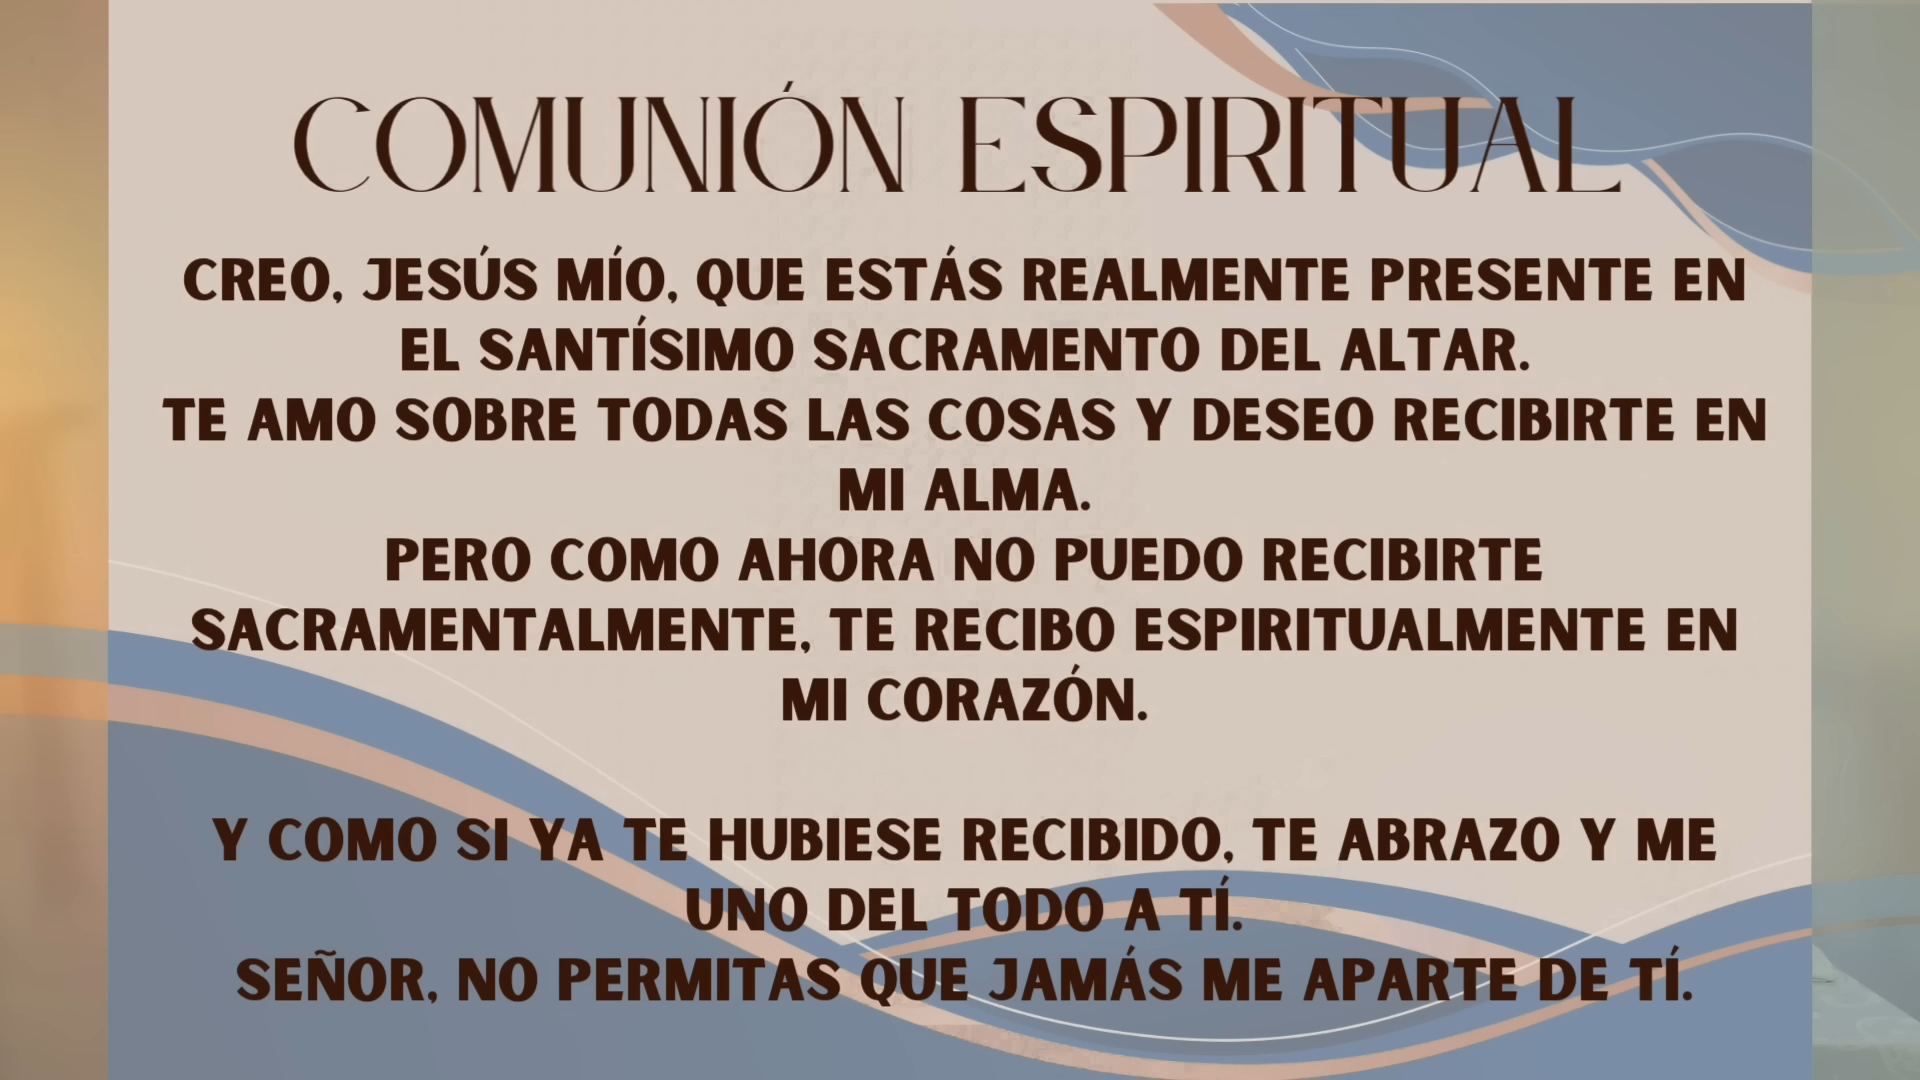 COMUNIÓN ESPIRITUAL
CREO, JESÚS MÍO, QUE ESTÁS REALMENTE PRESENTE EN
EL SANTÍSIMO SACRAMENTO DEL ALTAR.
TE AMO SOBRE TODAS LAS COSAS Y DESEO RECIBIRTE EN
MI ALMA.
PERO COMO AHORA NO PUEDO RECIBIRTE
SACRAMENTALMENTE, TE RECIBO ESPIRITUALMENTE EN
MI CORAZÓN.
Y COMO SI YA TE HUBIESE RECIBIDO, TE ABRAZO Y ME
UNO DEL TODO A TÍ.
SEÑOR, NO PERMITAS QUE JAMÁS ME APARTE DE TÍ.